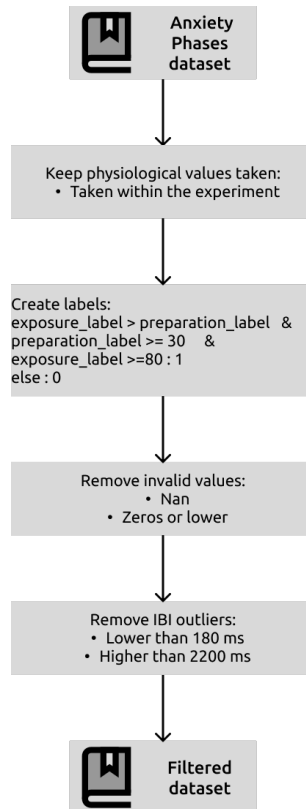 Anxiety
Phases
dataset
Keep physiological values taken:
• Taken within the experiment
Create labels:
exposure_label > preparation_label &
preparation_label >= 30 &
exposure_label >=80 : 1
else : 0
Remove invalid values:
• Nan
• Zeros or lower
Remove IBI outliers:
• Lower than 180 ms
• Higher than 2200 ms
Filtered
dataset